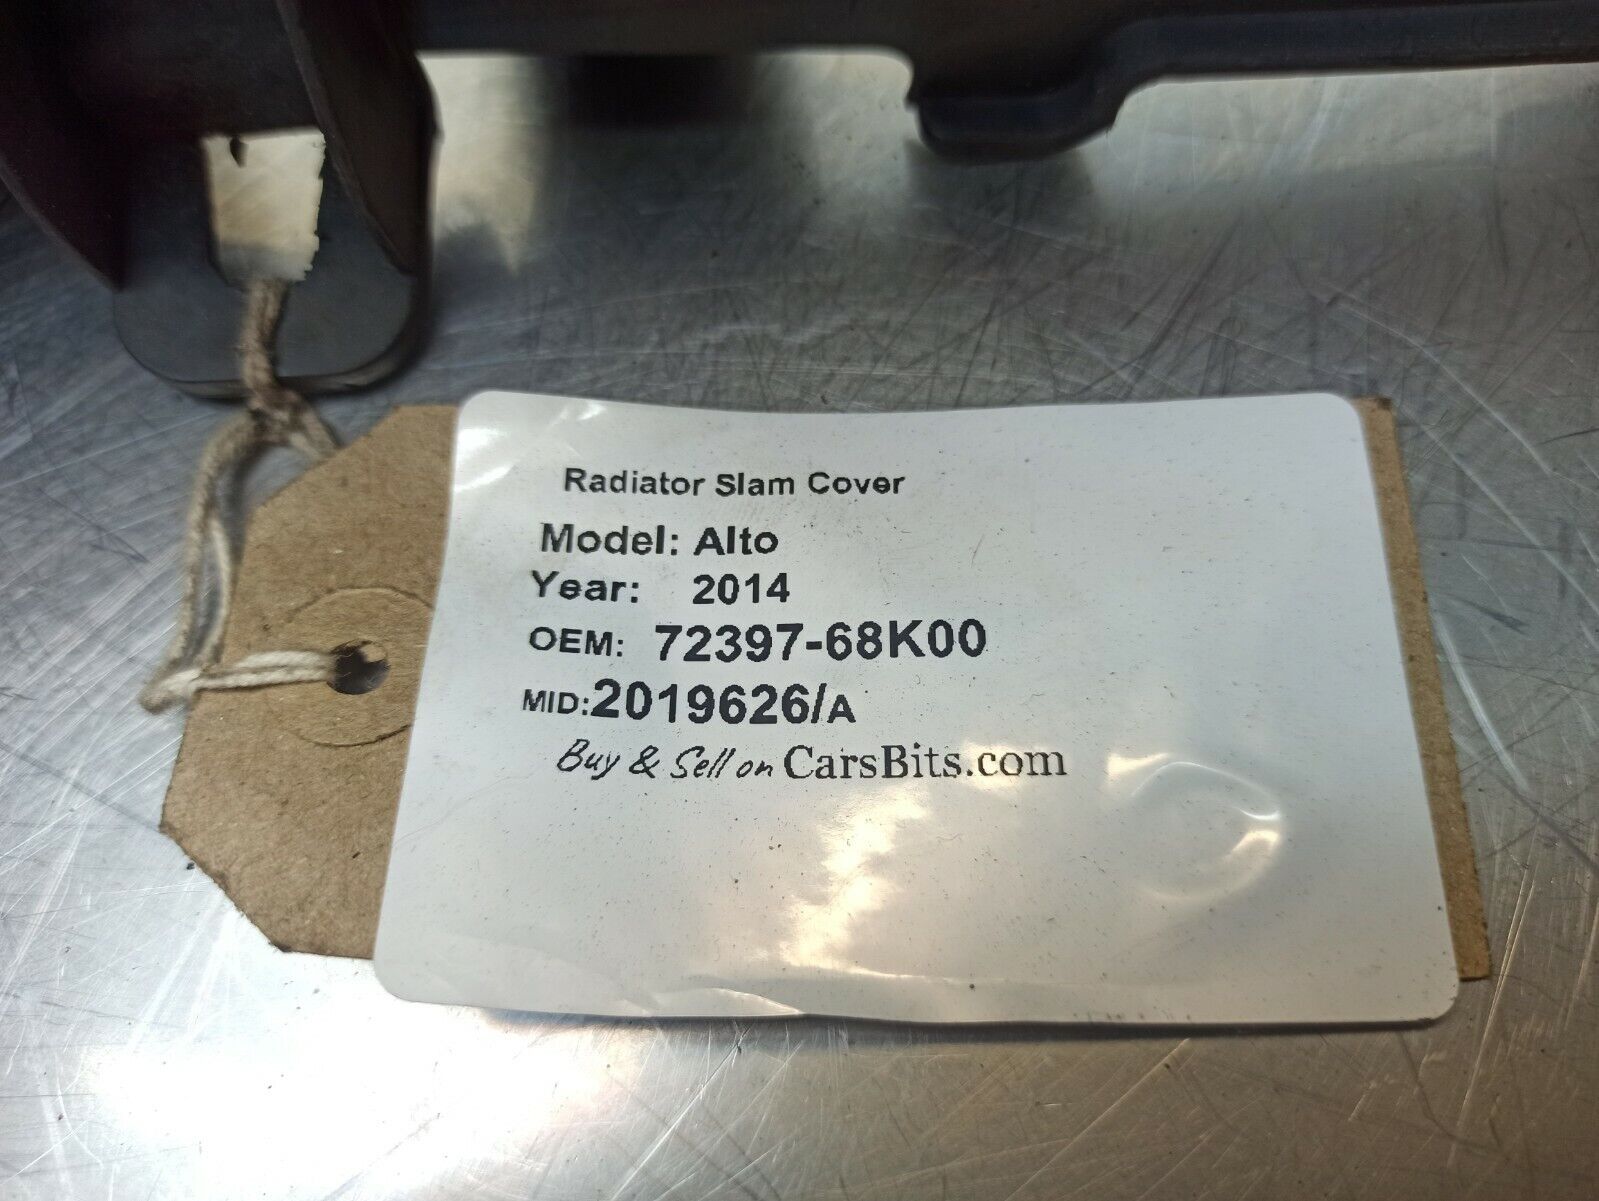 Radiator Slam Cover
Model: Alto
Year: 2014
OEM: 72397-68K00
MID:2019626/A
Buy & Sell on CarsBits.com